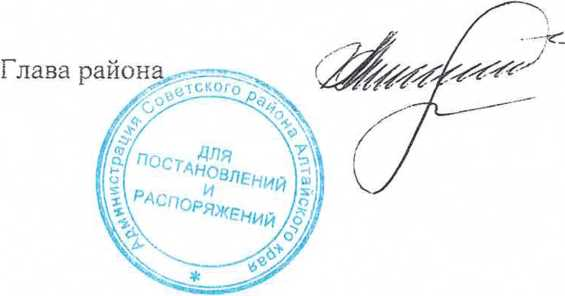 Глава района
Администрация Советского района Алтайского края
ДЛЯ
ПОСТАНОВЛЕНИЙ
И
РАСПОРЯЖЕНИЙ
*